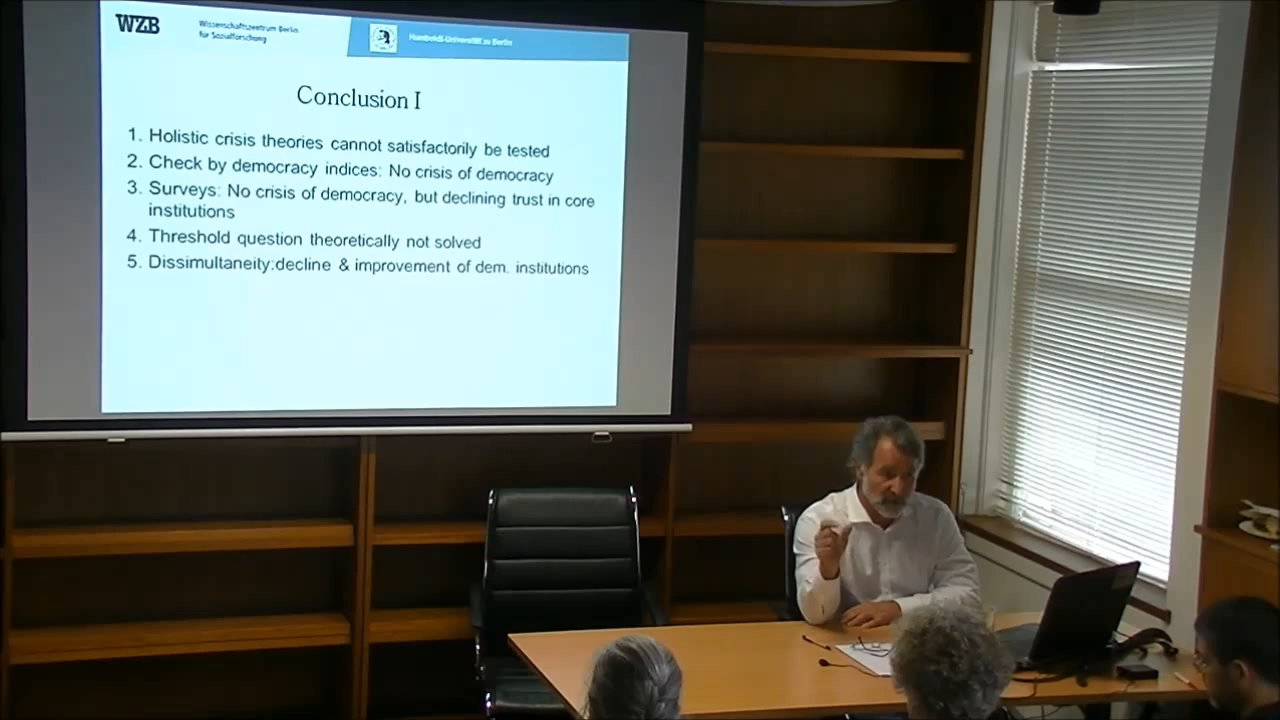 WZB
Wissenschaftszentrum Berlin
für Sozialforschung
Humboldt-Universität zu Berlin
Conclusion I
1. Holistic crisis theories cannot satisfactorily be tested
2. Check by democracy indices: No crisis of democracy
3. Surveys: No crisis of democracy, but declining trust in core
institutions
4. Threshold question theoretically not solved
5. Dissimultaneity:decline & improvement of dem. institutions